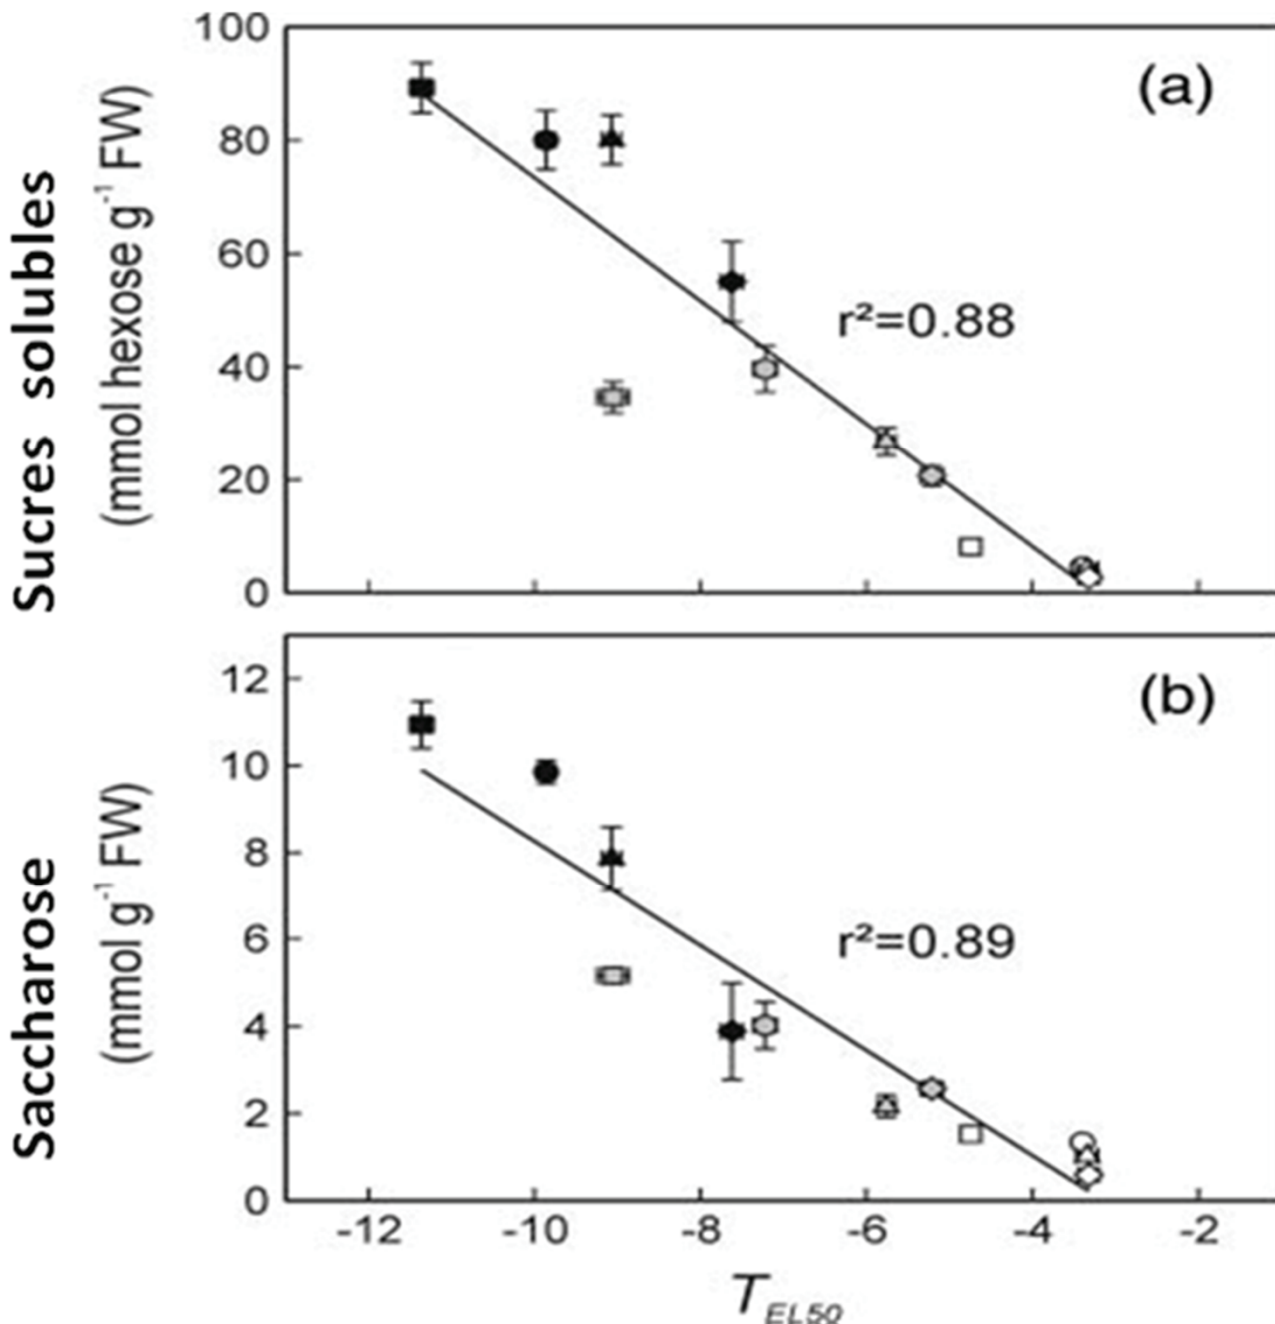 Sucres solubles
(mmol hexose g⁻¹ FW)
100
80
60
40
20
0
(a)
r²=0.88
Saccharose
(mmol g⁻¹ FW)
12
10
8
6
4
2
0
(b)
r²=0.89
-12 -10 -8 -6 -4 -2
T EL50